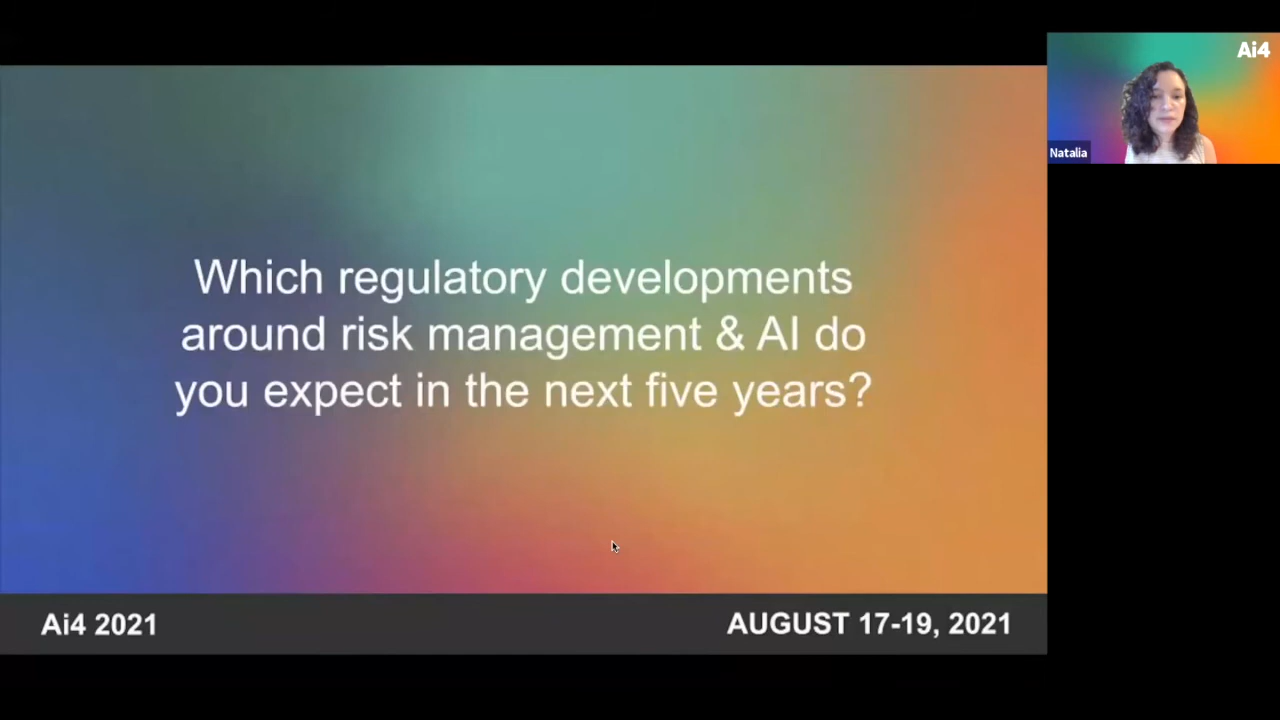 Ai4
Natalia
Which regulatory developments
around risk management & AI do
you expect in the next five years?
Ai4 2021
AUGUST 17-19, 2021